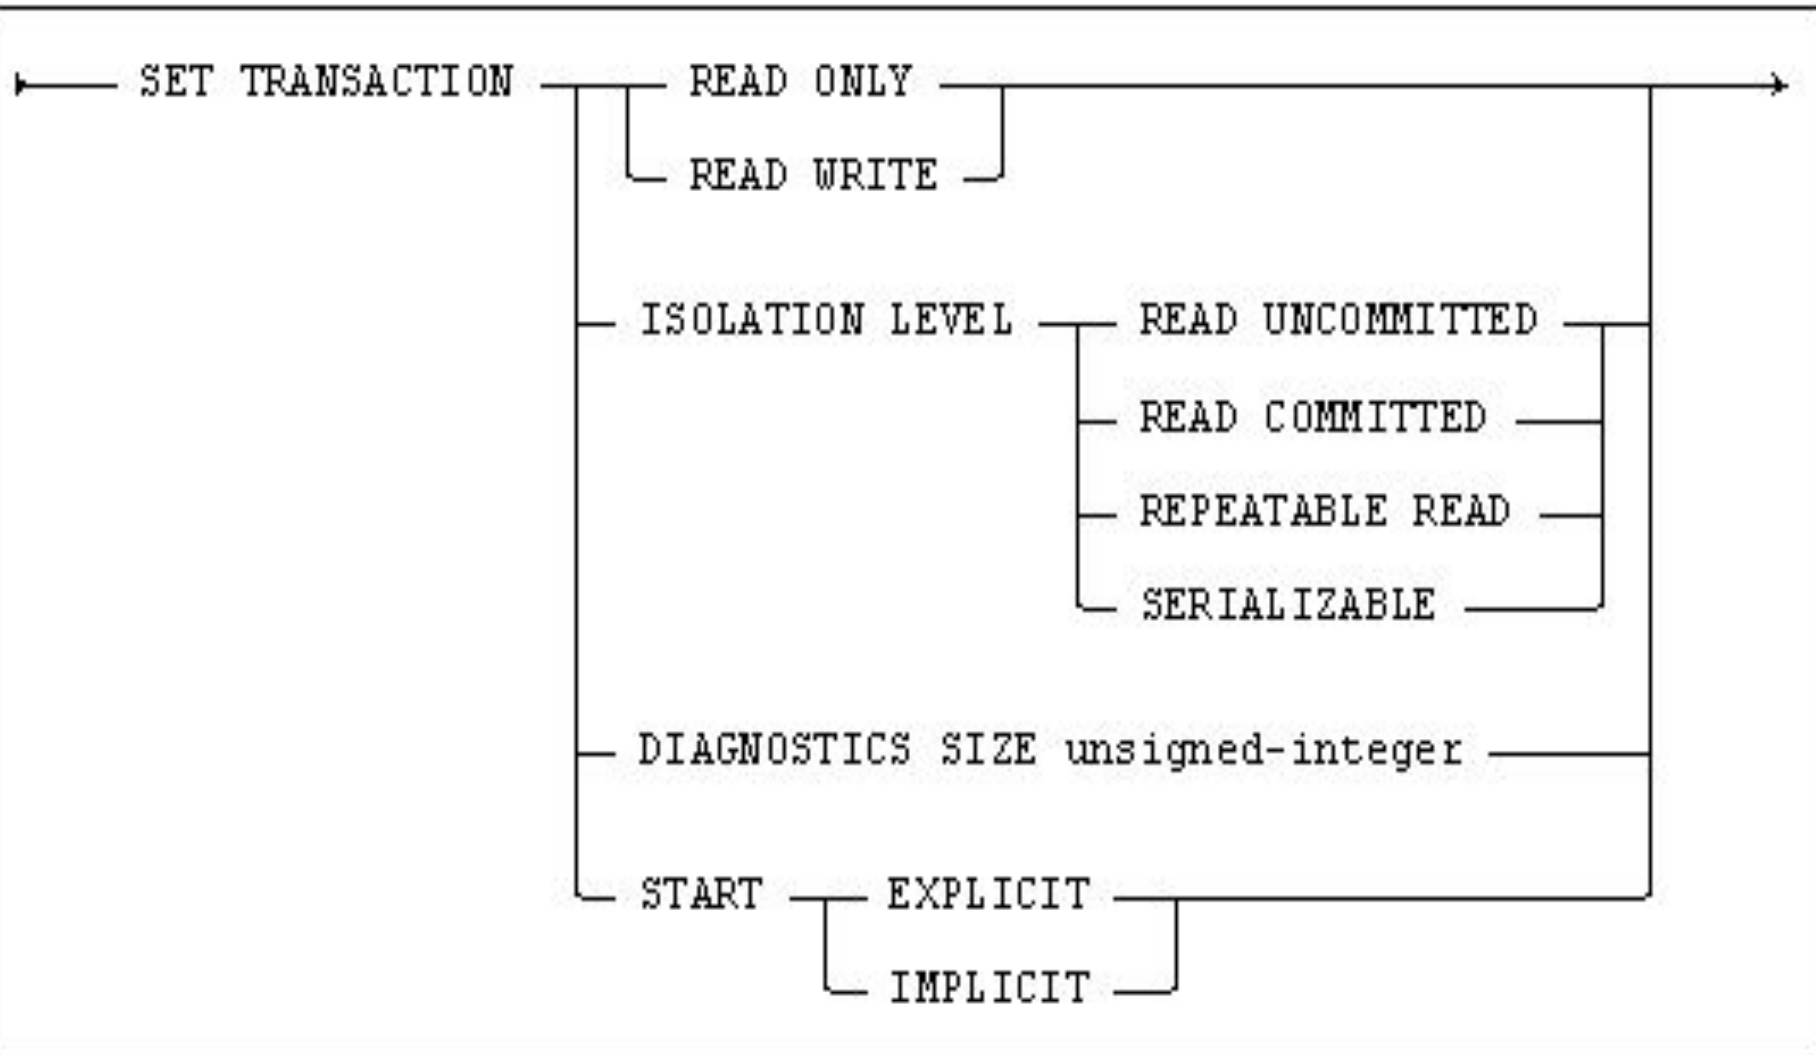 SET TRANSACTION READ ONLY
READ WRITE
ISOLATION LEVEL READ UNCOMMITTED
READ COMMITTED
REPEATABLE READ
SERIALIZABLE
DIAGNOSTICS SIZE unsigned-integer
START EXPLICIT
IMPLICIT